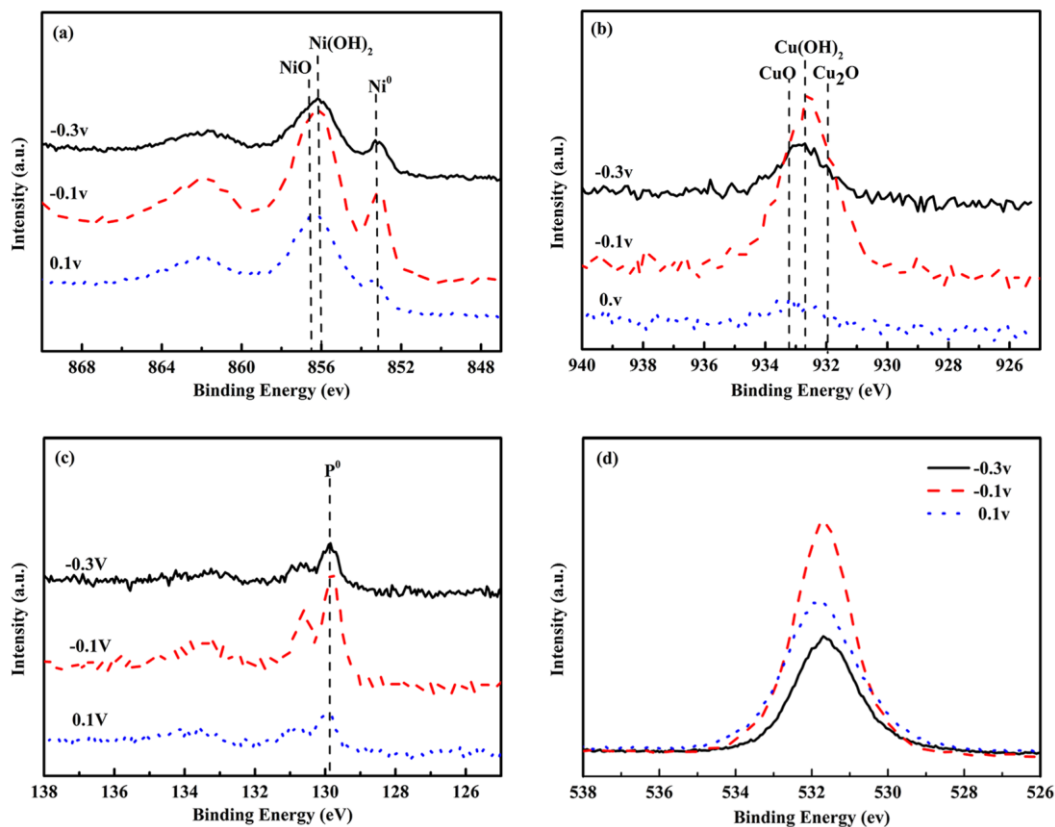 (a)
Ni(OH)₂
NiO
Ni⁰
-0.3v
-0.1v
0.1v
Intensity (a.u.)
868 864 860 856 852 848
Binding Energy (ev)
(b)
Cu(OH)₂
CuO Cu₂O
-0.3v
-0.1v
0.v
Intensity (a.u.)
940 938 936 934 932 930 928 926
Binding Energy (eV)
(c)
P⁰
-0.3V
-0.1V
0.1V
Intensity (a.u.)
138 136 134 132 130 128 126
Binding Energy (eV)
(d)
-0.3v
-0.1v
0.1v
Intensity (a.u.)
538 536 534 532 530 528 526
Binding Energy (ev)